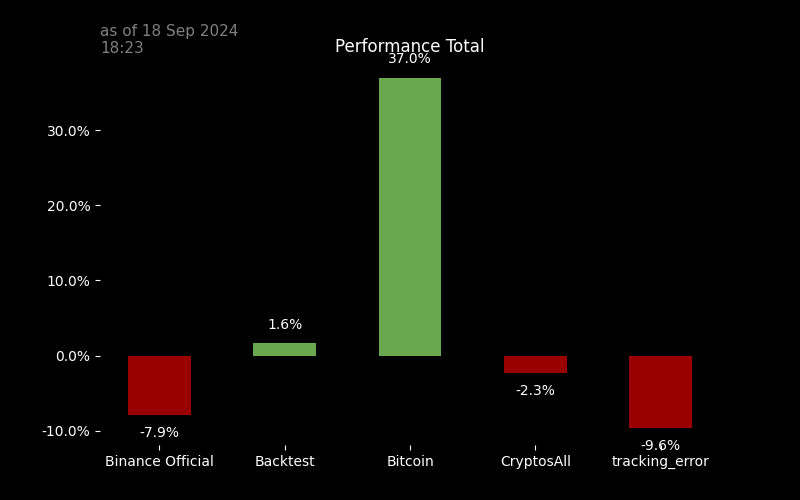 as of 18 Sep 2024
18:23
Performance Total
37.0%
30.0%
20.0%
10.0%
1.6%
0.0%
-2.3%
-10.0%
-7.9%
-9.6%
Binance Official
Backtest
Bitcoin
CryptosAll
tracking_error